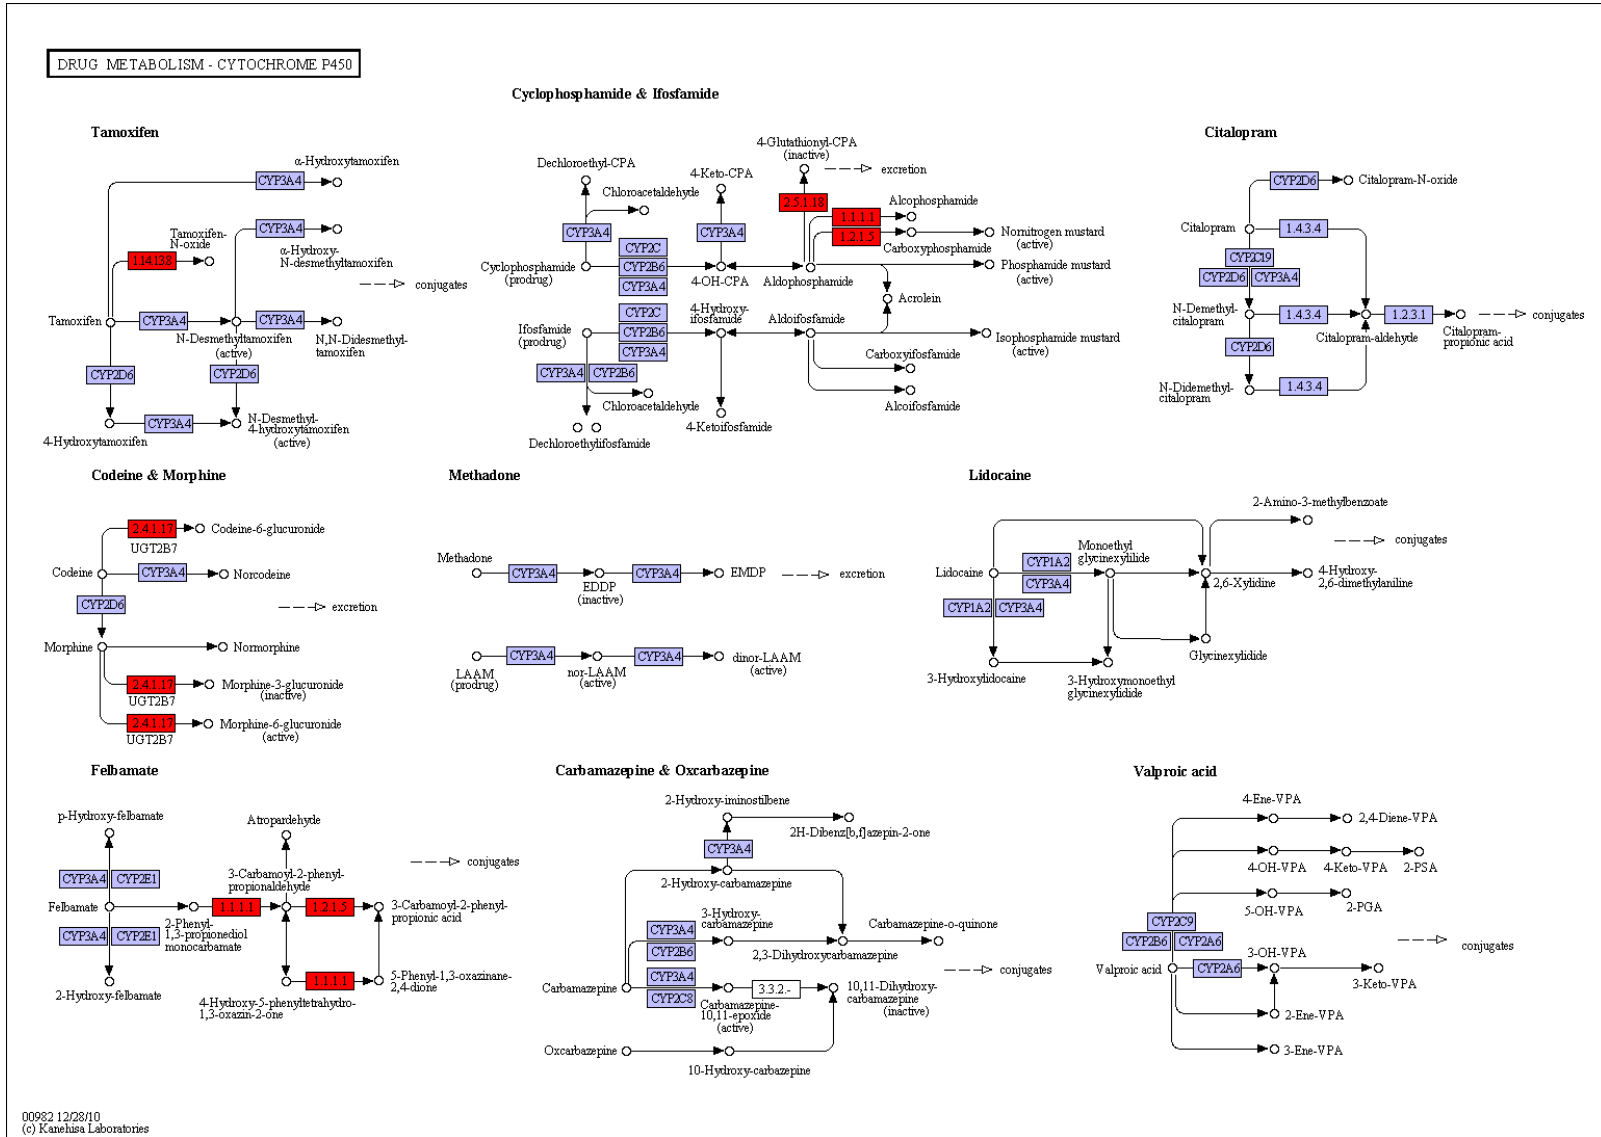 DRUG METABOLISM - CYTOCHROME P450
Tamoxifen
α-Hydroxytamoxifen
CYP3A4
Tamoxifen-
N-oxide
1.14.13.8
CYP3A4
α-Hydroxy-
N-desmethyltamoxifen
conjugates
Tamoxifen
CYP3A4
N-Desmethyltamoxifen
(active)
CYP3A4
N,N-Didesmethyl-
tamoxifen
CYP2D6
CYP2D6
4-Hydroxytamoxifen
CYP3A4
N-Desmethyl-
4-hydroxytamoxifen
(active)
Cyclophosphamide & Ifosfamide
Dechloroethyl-CPA
Chloroacetaldehyde
CYP3A4
4-Keto-CPA
CYP3A4
4-Glutathionyl-CPA
(inactive)
excretion
2.5.1.18
1.1.1.1
Alcophosphamide
1.2.1.5
Carboxyphosphamide
Nornitrogen mustard
(active)
Cyclophosphamide
(prodrug)
CYP2C
CYP2B6
CYP3A4
4-OH-CPA
Aldophosphamide
Phosphamide mustard
(active)
Acrolein
Ifosfamide
(prodrug)
CYP2C
CYP2B6
CYP3A4
4-Hydroxy-
ifosfamide
Aldoifosfamide
Isophosphamide mustard
(active)
CYP3A4
CYP2B6
Chloroacetaldehyde
Dechloroethylifosfamide
4-Ketoifosfamide
Carboxyifosfamide
Alcoifosfamide
Citalopram
CYP2D6
Citalopram-N-oxide
Citalopram
1.4.3.4
CYP2C19
CYP2D6
CYP3A4
N-Demethyl-
citalopram
1.4.3.4
Citalopram-aldehyde
1.2.3.1
Citalopram-
propionic acid
conjugates
CYP2D6
N-Didemethyl-
citalopram
1.4.3.4
Codeine & Morphine
2.4.1.17
UGT2B7
Codeine-6-glucuronide
Codeine
CYP3A4
Norcodeine
CYP2D6
excretion
Morphine
Normorphine
2.4.1.17
UGT2B7
Morphine-3-glucuronide
(inactive)
2.4.1.17
UGT2B7
Morphine-6-glucuronide
(active)
Methadone
Methadone
CYP3A4
EDDP
(inactive)
CYP3A4
EMDP
excretion
LAAM
(prodrug)
CYP3A4
nor-LAAM
(active)
CYP3A4
dinor-LAAM
(active)
Lidocaine
2-Amino-3-methylbenzoate
conjugates
Lidocaine
CYP1A2
CYP3A4
Monoethyl
glycinexylilide
2,6-Xylidine
4-Hydroxy-
2,6-dimethylaniline
CYP1A2
CYP3A4
Glycinexylidide
3-Hydroxylidocaine
3-Hydroxymonoethyl
glycinexylidide
Felbamate
p-Hydroxy-felbamate
Atropardehyde
conjugates
CYP3A4
CYP2E1
3-Carbamoyl-2-phenyl-
propionaldehyde
Felbamate
2-Phenyl-
1,3-propionediol
monocarbamate
1.1.1.1
1.2.1.5
3-Carbamoyl-2-phenyl-
propionic acid
CYP3A4
CYP2E1
2-Hydroxy-felbamate
1.1.1.1
4-Hydroxy-5-phenyltetrahydro-
1,3-oxazin-2-one
5-Phenyl-1,3-oxazinane-
2,4-dione
Carbamazepine & Oxcarbazepine
2-Hydroxy-iminostilbene
2H-Dibenz[b,f]azepin-2-one
CYP3A4
2-Hydroxy-carbamazepine
CYP3A4
CYP2B6
3-Hydroxy-
carbamazepine
2,3-Dihydroxycarbamazepine
Carbamazepine-o-quinone
conjugates
Carbamazepine
CYP3A4
CYP2C8
Carbamazepine-
10,11-epoxide
(active)
3.3.2.-
10,11-Dihydroxy-
carbamazepine
(inactive)
Oxcarbazepine
10-Hydroxy-carbazepine
Valproic acid
4-Ene-VPA
2,4-Diene-VPA
4-OH-VPA
4-Keto-VPA
2-PSA
5-OH-VPA
2-PGA
CYP2C9
CYP2B6
CYP2A6
conjugates
Valproic acid
CYP2A6
3-OH-VPA
3-Keto-VPA
2-Ene-VPA
3-Ene-VPA
00982 12/28/10
(c) Kanehisa Laboratories